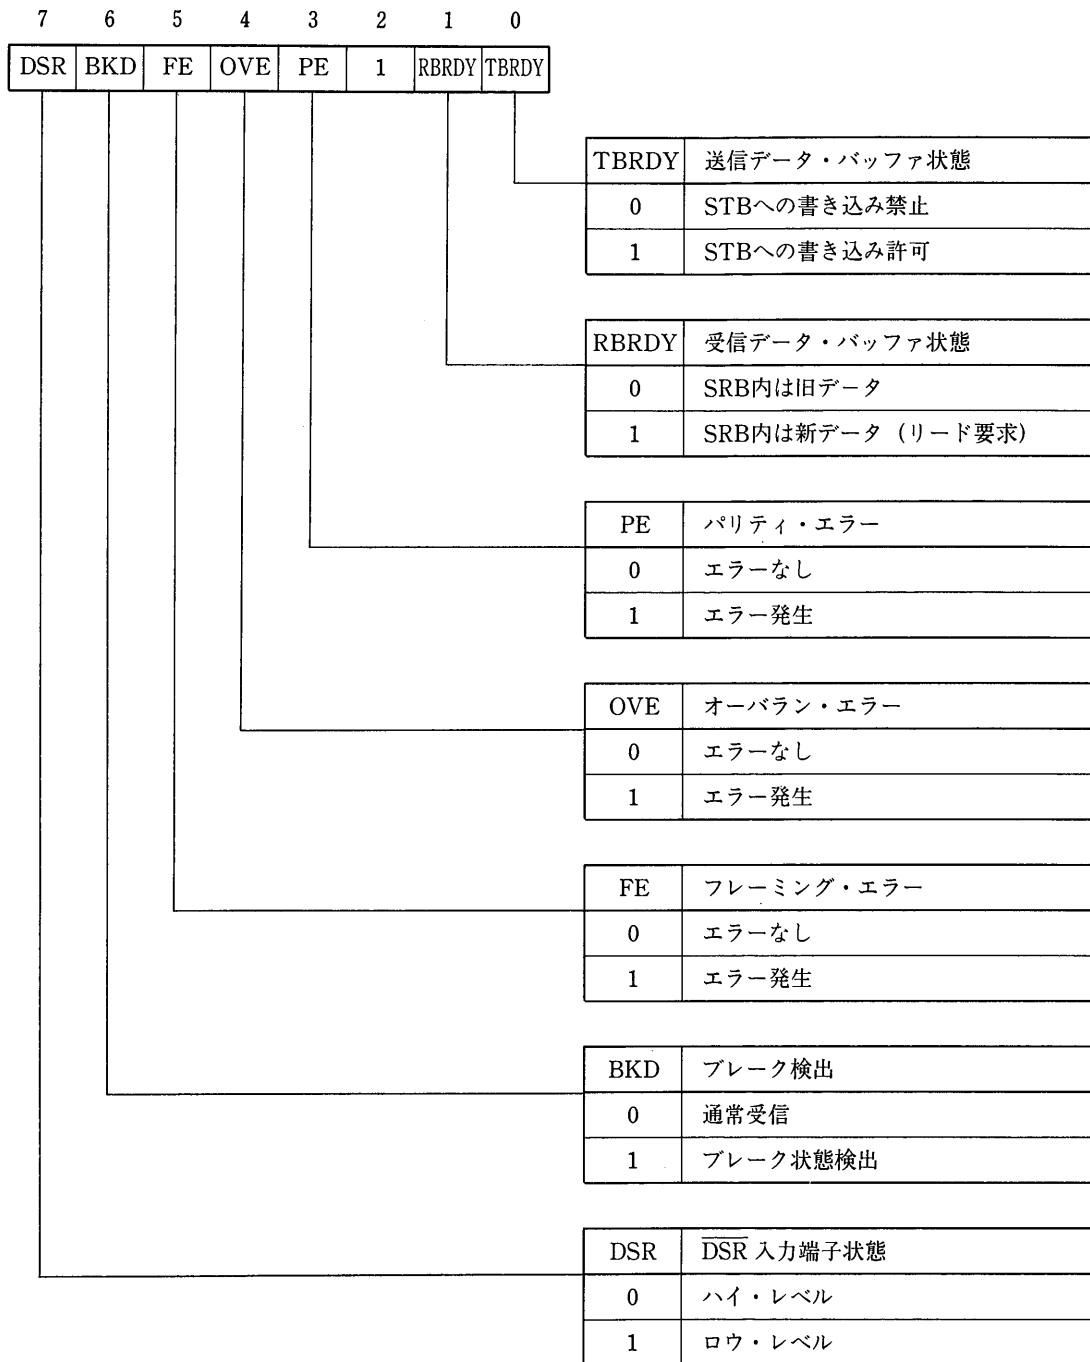 7 6 5 4 3 2 1 0
DSR BKD FE OVE PE 1 RBRDY TBRDY
TBRDY 送信データ・バッファ状態
0 STBへの書き込み禁止
1 STBへの書き込み許可
RBRDY 受信データ・バッファ状態
0 SRB内は旧データ
1 SRB内は新データ（リード要求）
PE パリティ・エラー
0 エラーなし
1 エラー発生
OVE オーバラン・エラー
0 エラーなし
1 エラー発生
FE フレーミング・エラー
0 エラーなし
1 エラー発生
BKD ブレーク検出
0 通常受信
1 ブレーク状態検出
DSR D̅S̅R̅ 入力端子状態
0 ハイ・レベル
1 ロウ・レベル